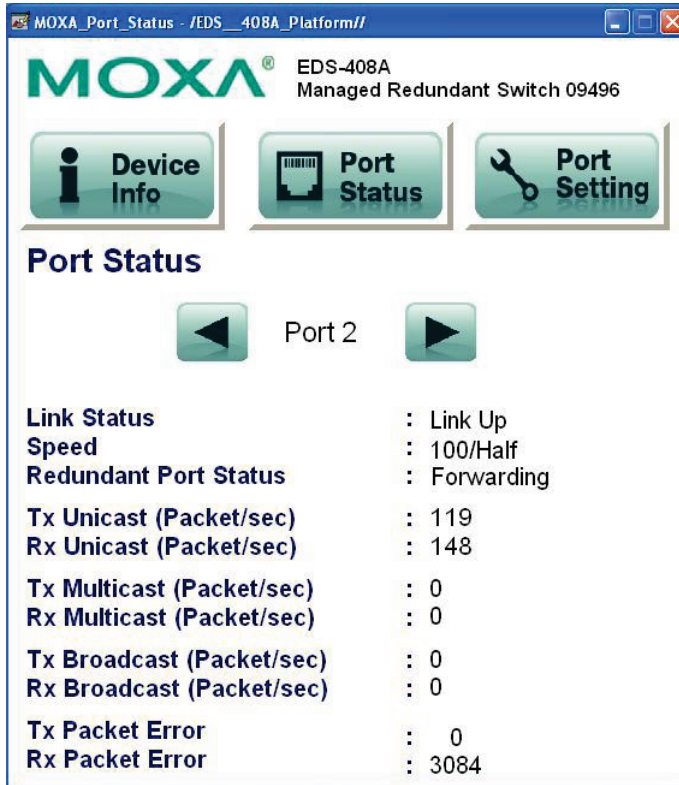 MOXA_Port_Status - /EDS__408A_Platform//
MOXA®
EDS-408A
Managed Redundant Switch 09496
Device Info
Port Status
Port Setting
Port Status
Port 2
Link Status : Link Up
Speed : 100/Half
Redundant Port Status : Forwarding
Tx Unicast (Packet/sec) : 119
Rx Unicast (Packet/sec) : 148
Tx Multicast (Packet/sec) : 0
Rx Multicast (Packet/sec) : 0
Tx Broadcast (Packet/sec) : 0
Rx Broadcast (Packet/sec) : 0
Tx Packet Error : 0
Rx Packet Error : 3084